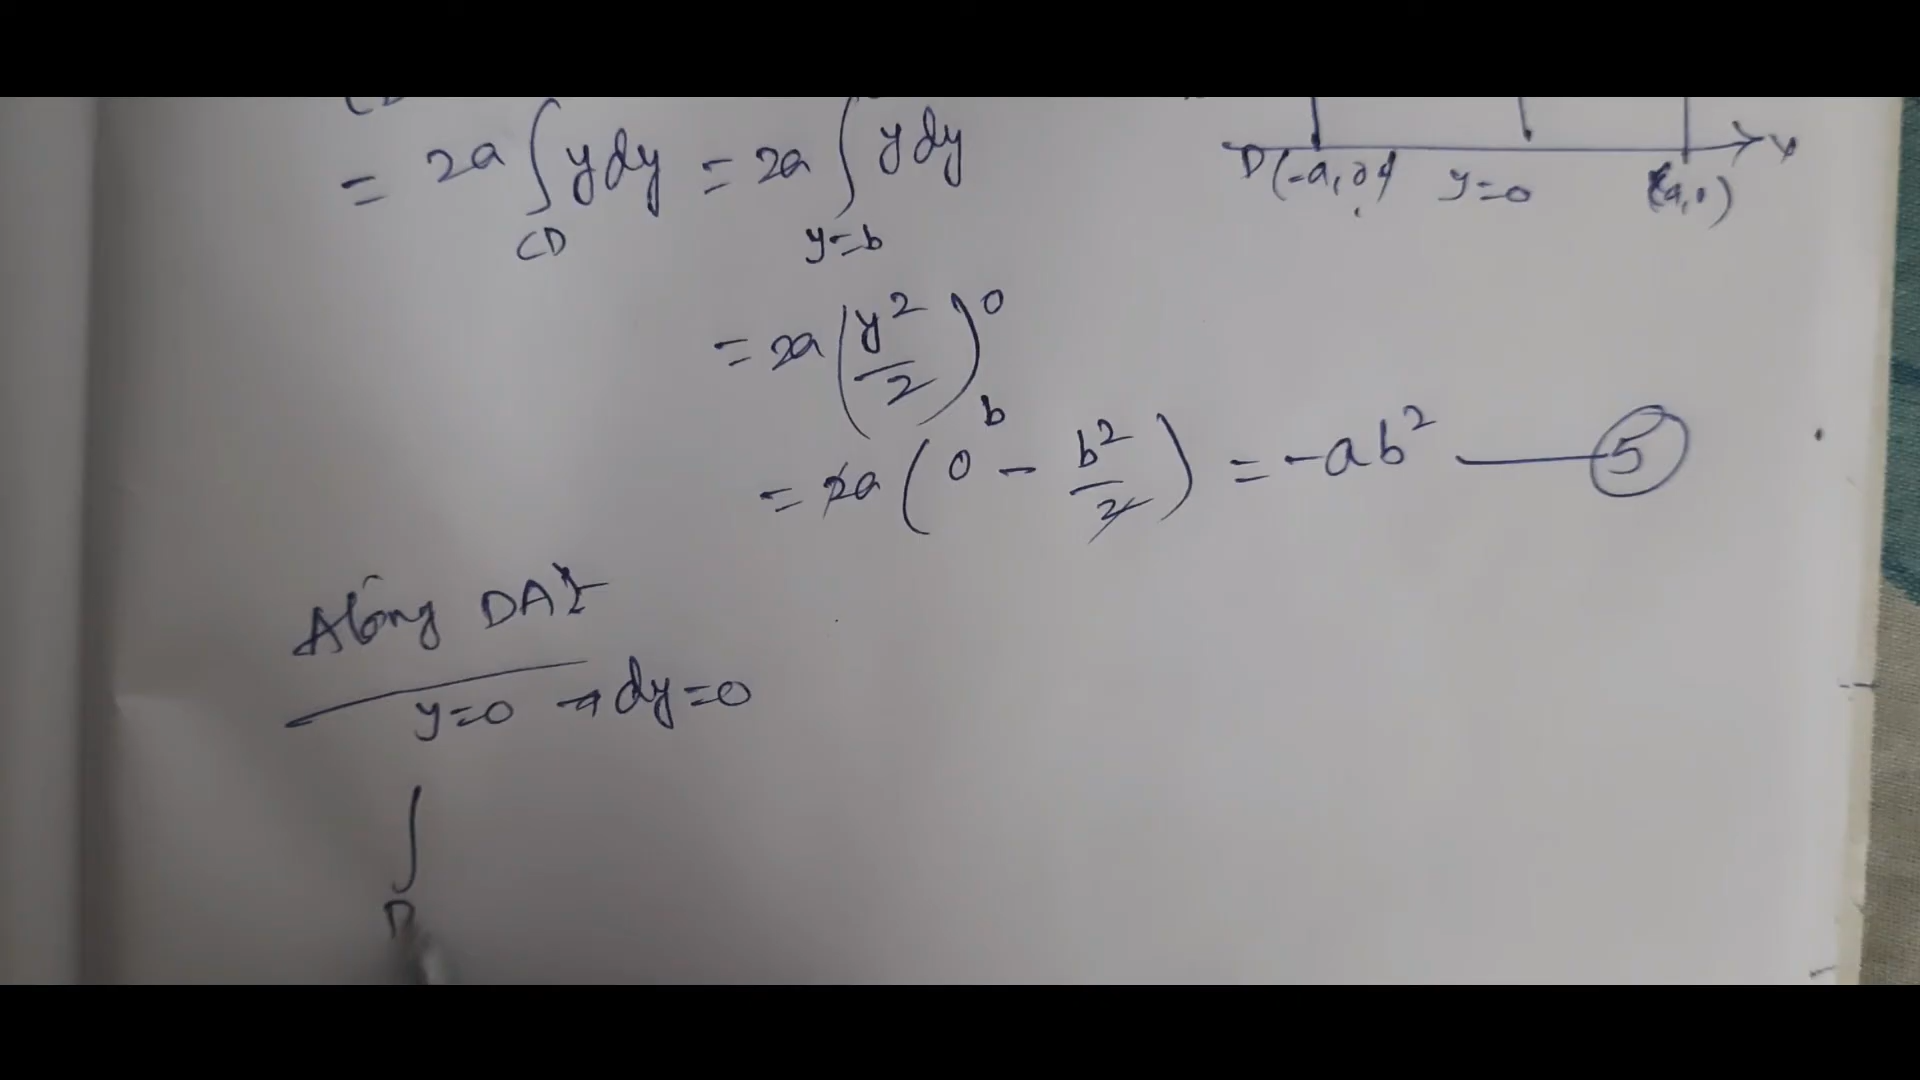 = 2a ∫CD y dy = 2a ∫y=b y dy
D(-a,0) y=0 (a,0) x
= 2a (y²/2)⁰b
= 2a (0 - b²/2) = -ab² —— 5
Along DA:
y=0 → dy=0
∫D